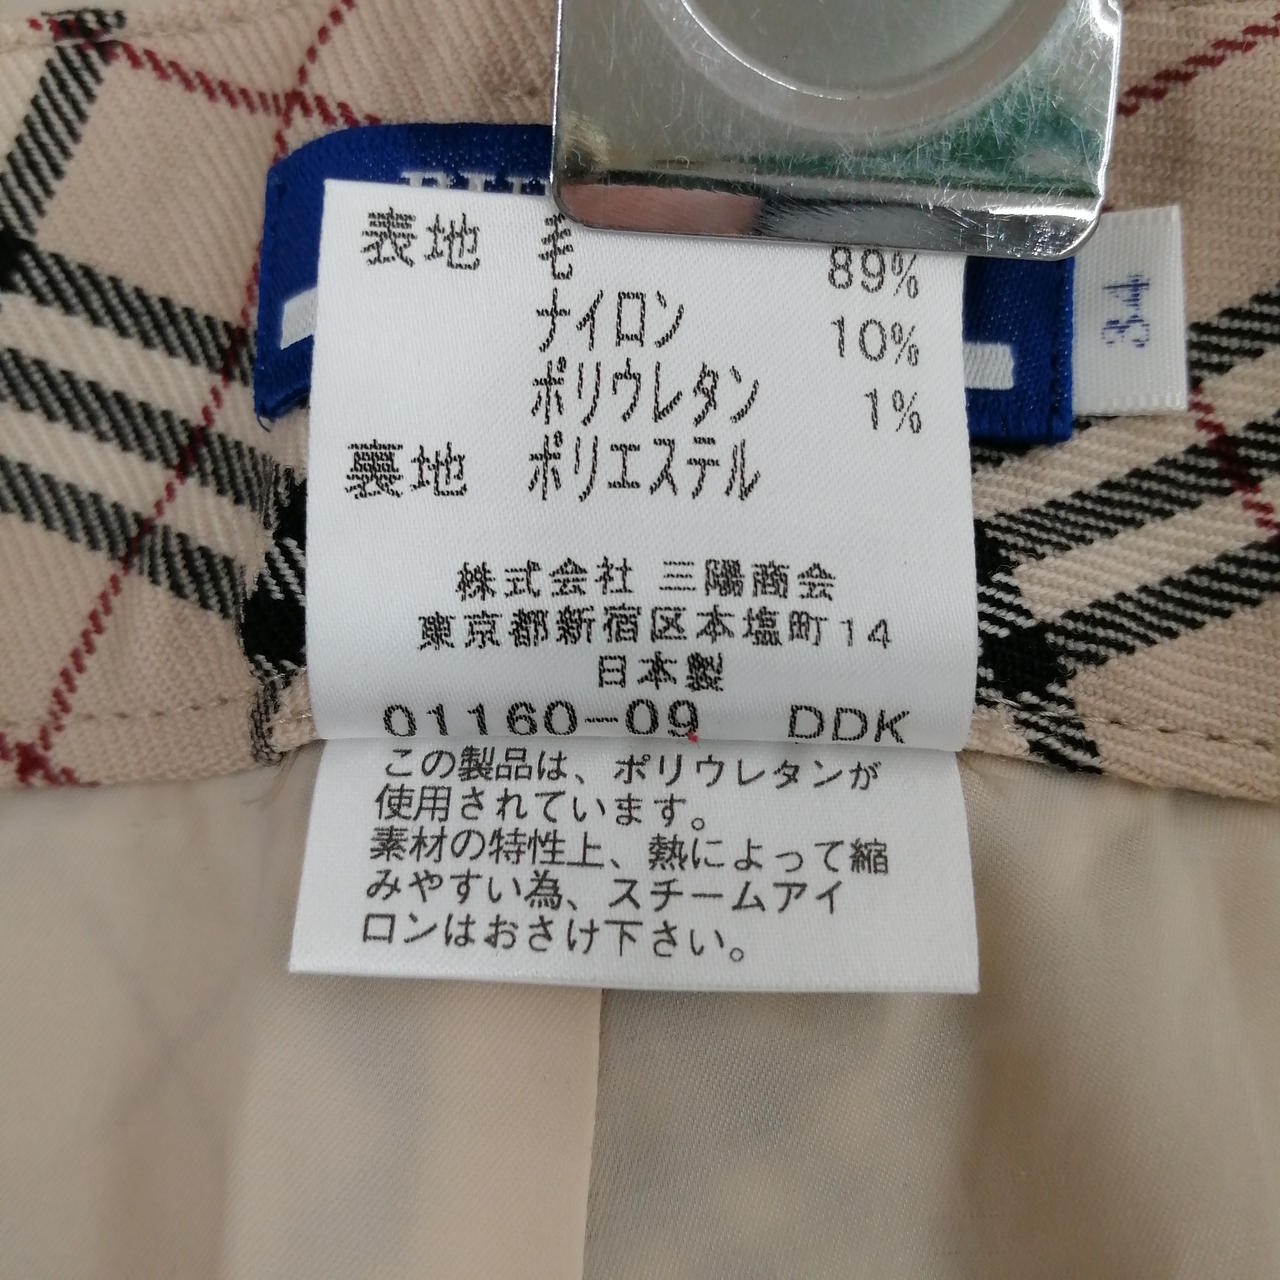 表地 毛 89%
ナイロン 10%
ポリウレタン 1%
裏地 ポリエステル
株式会社 三陽商会
東京都新宿区本塩町14
日本製
01160-09 DDK
この製品は、ポリウレタンが
使用されています。
素材の特性上、熱によって縮
みやすい為、スチームアイ
ロンはおさけ下さい。
34